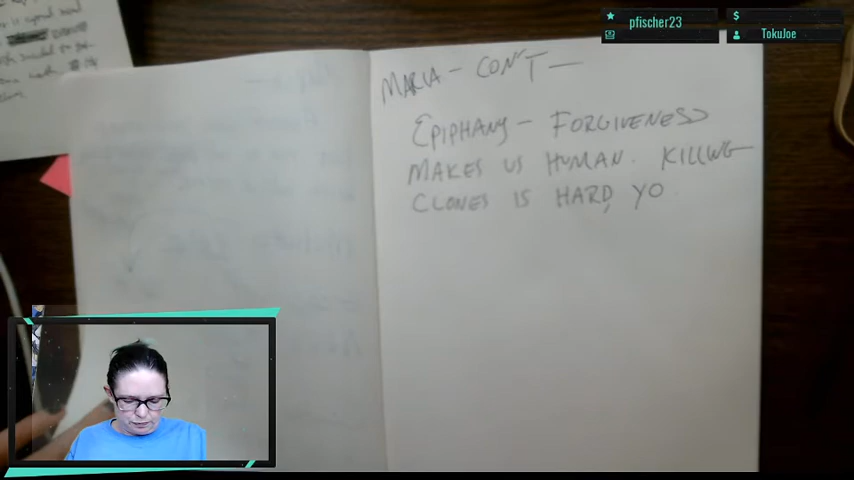 pfischer23
$
TokuJoe
MARIA - CON'T -
EPIPHANY - FORGIVENESS
MAKES US HUMAN. KILLING
CLONES IS HARD, YO